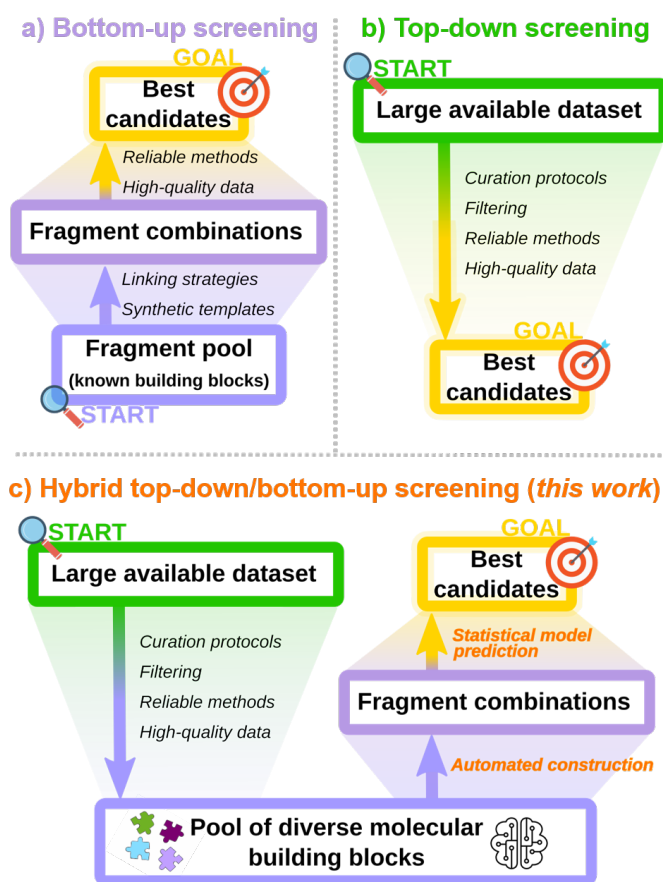 a) Bottom-up screening
GOAL
Best
candidates
Reliable methods
High-quality data
Fragment combinations
Linking strategies
Synthetic templates
Fragment pool
(known building blocks)
START
b) Top-down screening
START
Large available dataset
Curation protocols
Filtering
Reliable methods
High-quality data
GOAL
Best
candidates
c) Hybrid top-down/bottom-up screening (this work)
START
Large available dataset
Curation protocols
Filtering
Reliable methods
High-quality data
GOAL
Best
candidates
Statistical model
prediction
Fragment combinations
Automated construction
Pool of diverse molecular
building blocks